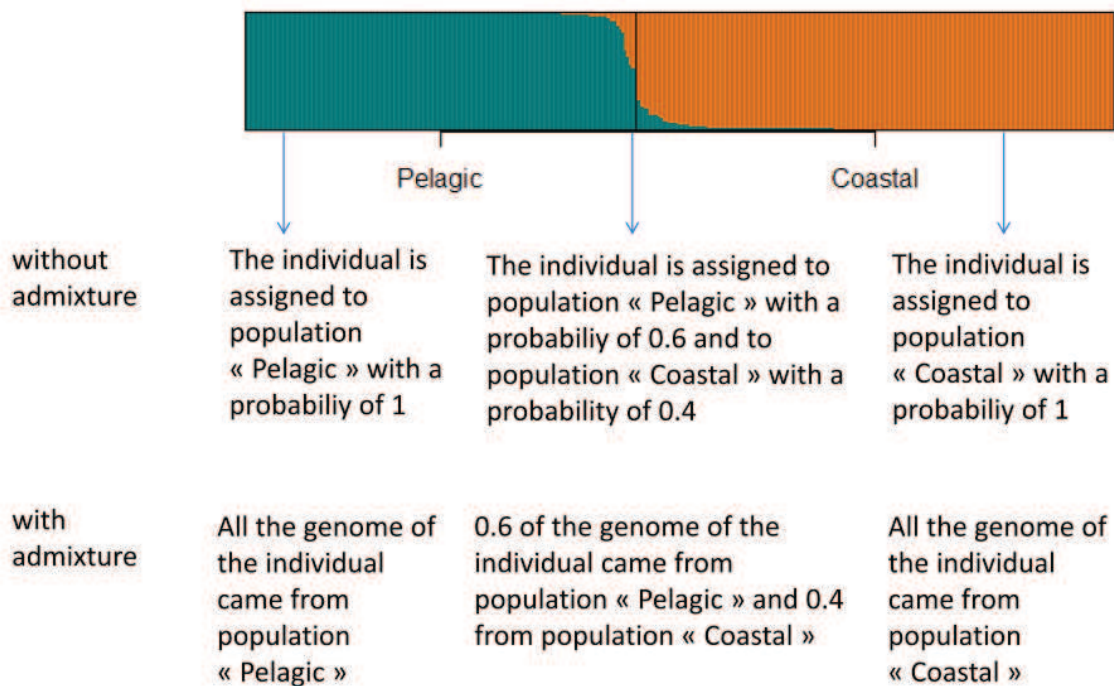 Pelagic
Coastal
without
admixture
The individual is
assigned to
population
« Pelagic » with a
probabiliy of 1
The individual is assigned to
population « Pelagic » with a
probabiliy of 0.6 and to
population « Coastal » with a
probability of 0.4
The individual is
assigned to
population
« Coastal » with a
probabiliy of 1
with
admixture
All the genome of
the individual
came from
population
« Pelagic »
0.6 of the genome of the
individual came from
population « Pelagic » and 0.4
from population « Coastal »
All the genome of
the individual
came from
population
« Coastal »